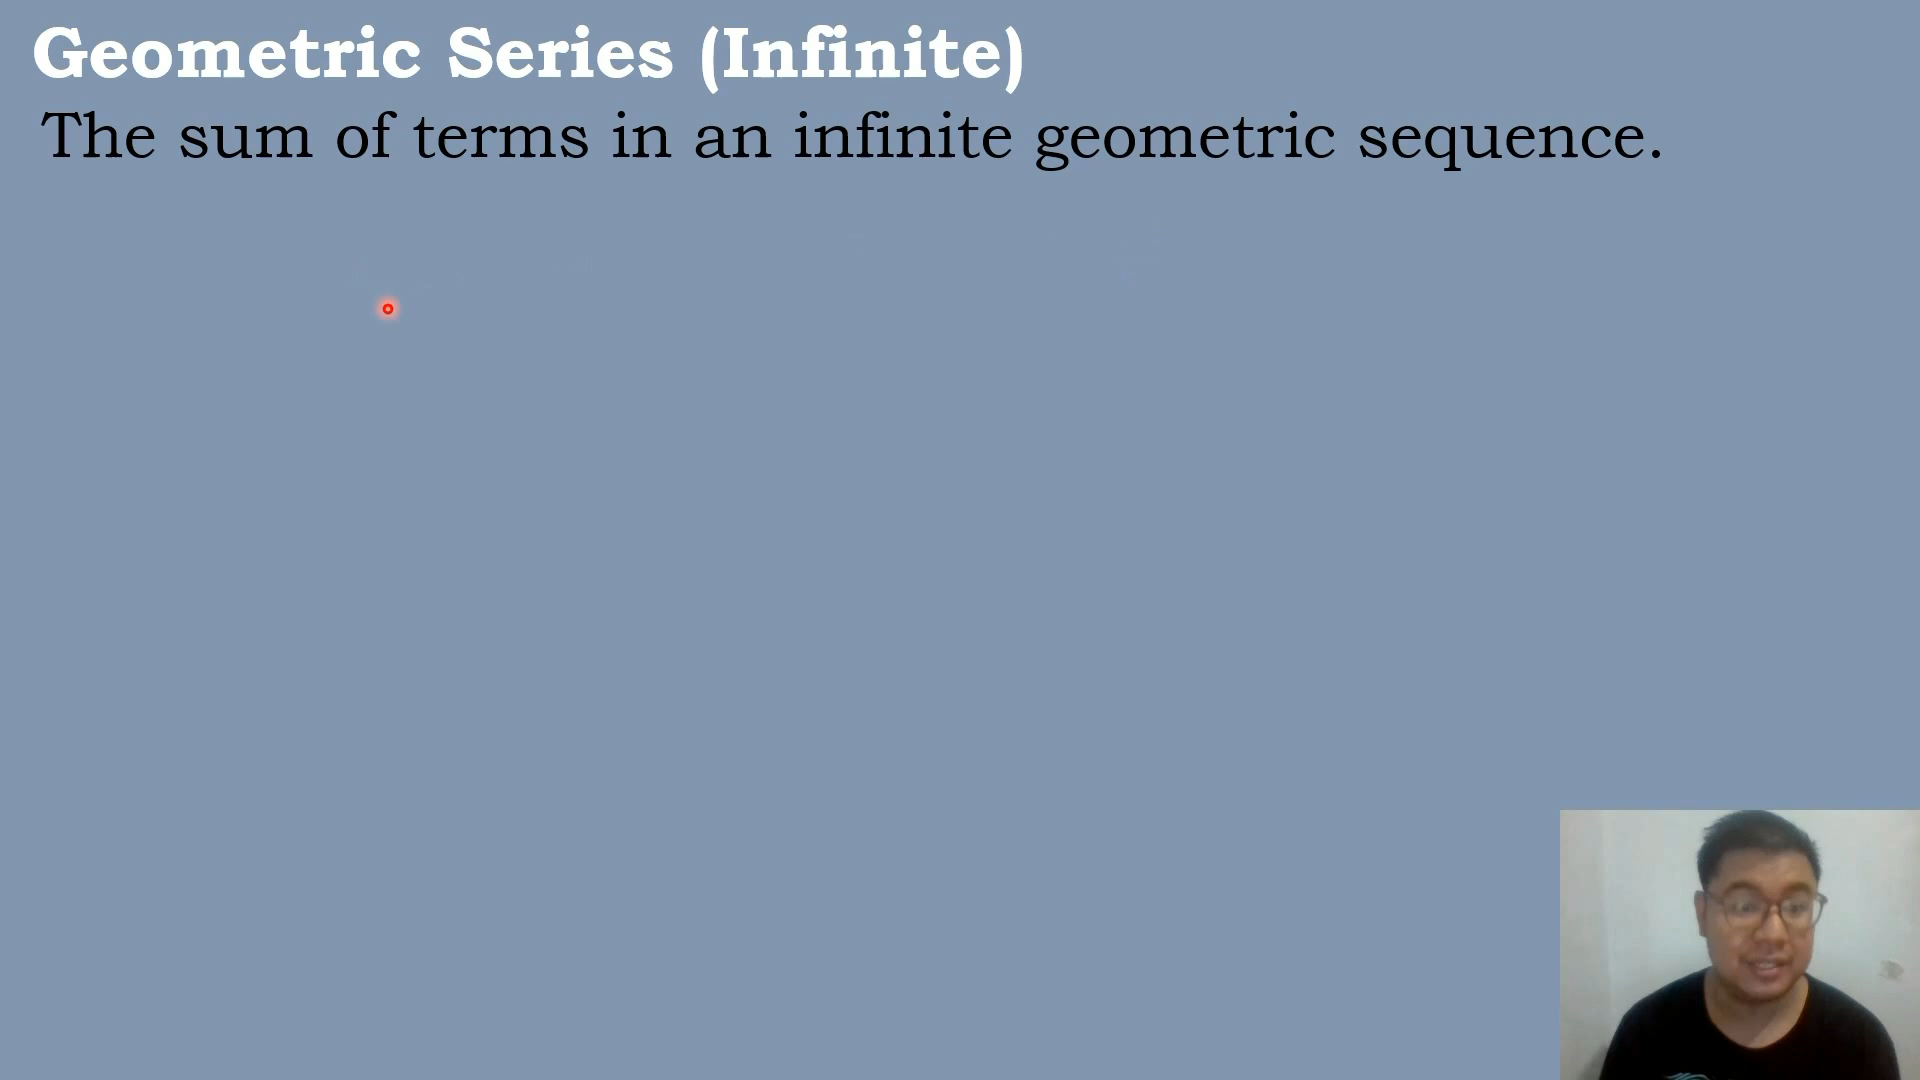 Geometric Series (Infinite)
The sum of terms in an infinite geometric sequence.